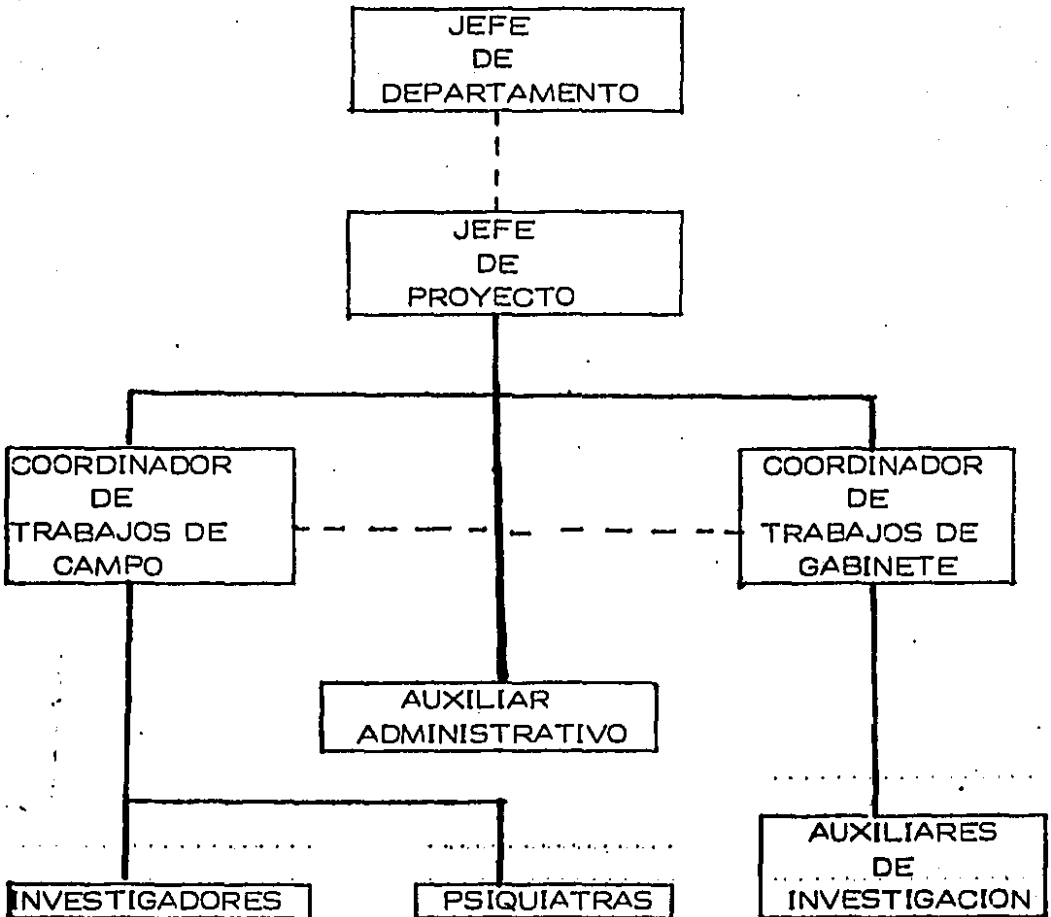 JEFE
DE
DEPARTAMENTO
JEFE
DE
PROYECTO
COORDINADOR
DE
TRABAJOS DE
CAMPO
COORDINADOR
DE
TRABAJOS DE
GABINETE
AUXILIAR
ADMINISTRATIVO
INVESTIGADORES
PSIQUIATRAS
AUXILIARES
DE
INVESTIGACION